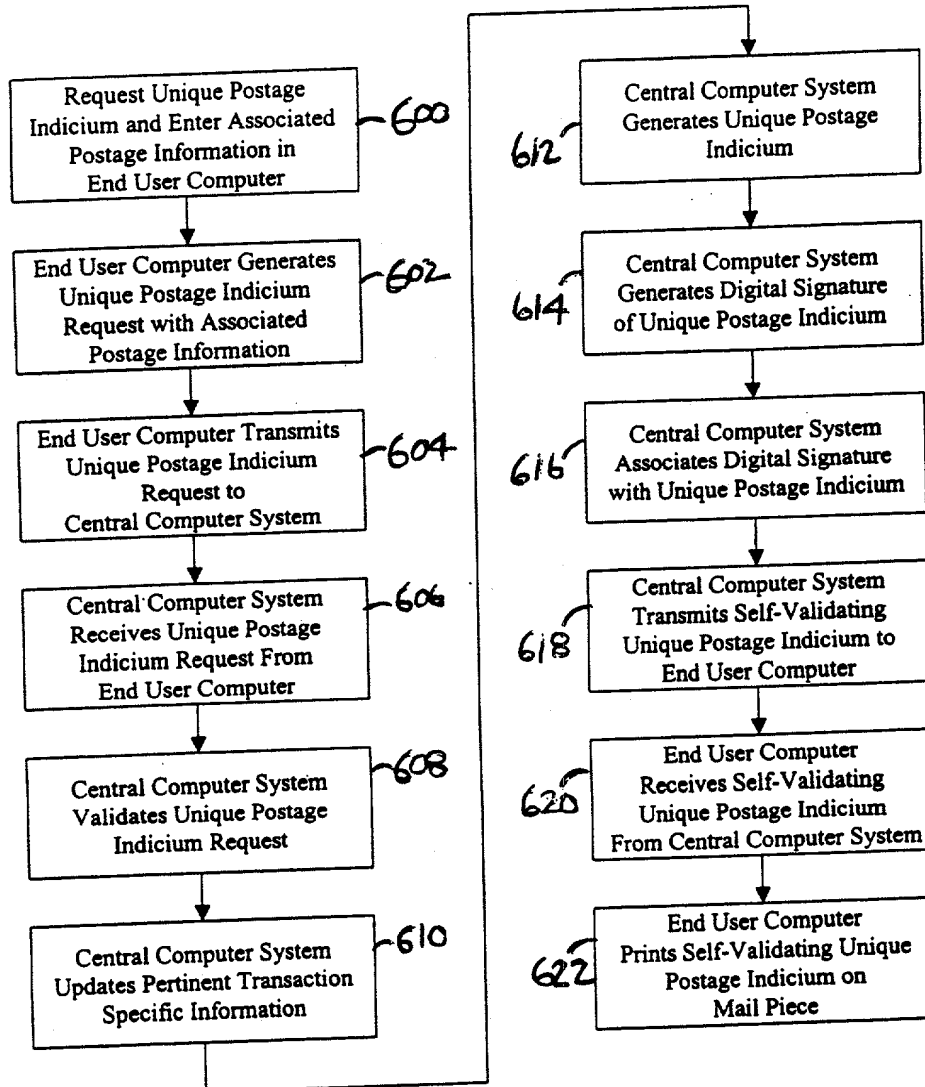 Request Unique Postage
Indicium and Enter Associated
Postage Information in
End User Computer
600
End User Computer Generates
Unique Postage Indicium
Request with Associated
Postage Information
602
End User Computer Transmits
Unique Postage Indicium
Request to
Central Computer System
604
Central Computer System
Receives Unique Postage
Indicium Request From
End User Computer
606
Central Computer System
Validates Unique Postage
Indicium Request
608
Central Computer System
Updates Pertinent Transaction
Specific Information
610
Central Computer System
Generates Unique Postage
Indicium
612
Central Computer System
Generates Digital Signature
of Unique Postage Indicium
614
Central Computer System
Associates Digital Signature
with Unique Postage Indicium
616
Central Computer System
Transmits Self-Validating
Unique Postage Indicium to
End User Computer
618
End User Computer
Receives Self-Validating
Unique Postage Indicium
From Central Computer System
620
End User Computer
Prints Self-Validating Unique
Postage Indicium on
Mail Piece
622